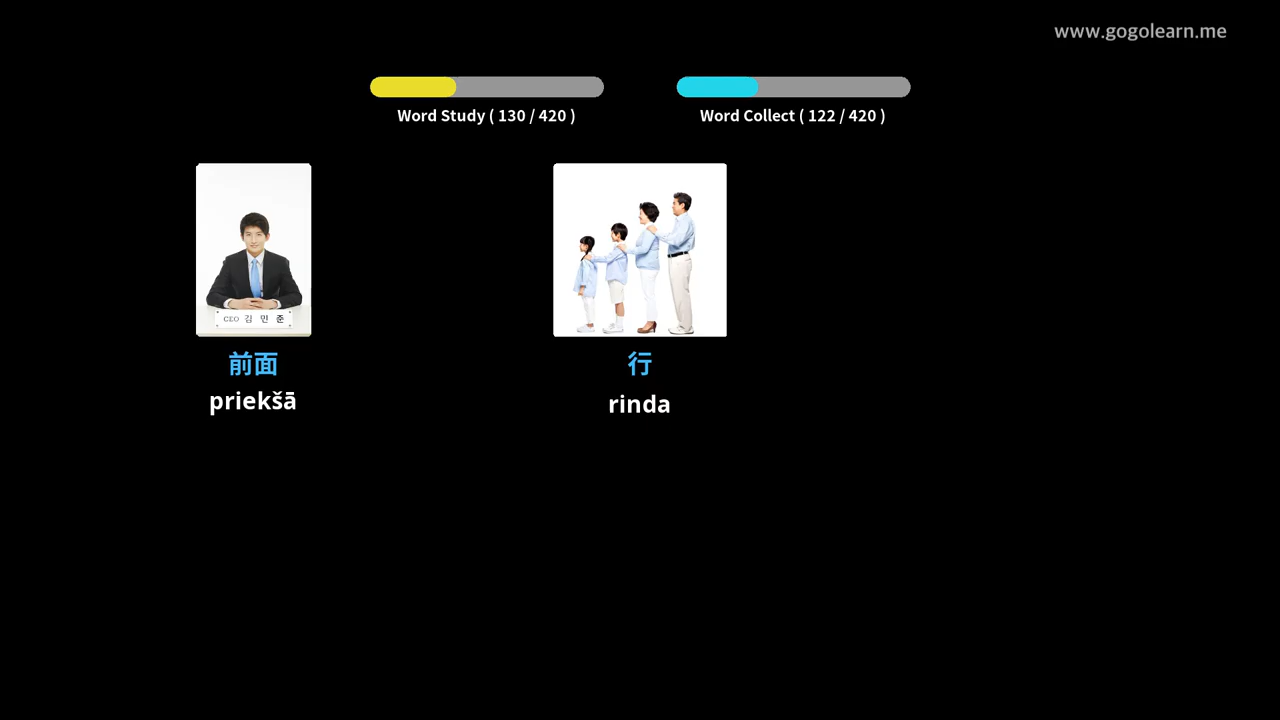 www.gogolearn.me
Word Study ( 130 / 420 )
Word Collect ( 122 / 420 )
CEO 김 민 준
前面
priekšā
行
rinda